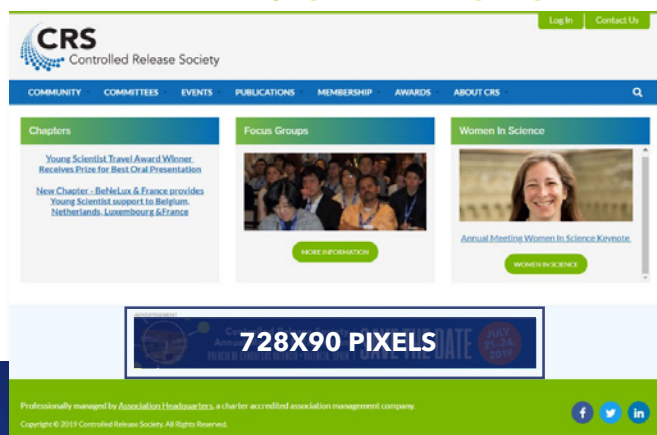 Log In Contact Us
CRS
Controlled Release Society
COMMUNITY COMMITTEES EVENTS PUBLICATIONS MEMBERSHIP AWARDS ABOUT CRS
Chapters
Young Scientist Travel Award Winner
Receives Prize for Best Oral Presentation
New Chapter - BeNeLux & France provides
Young Scientist support to Belgium,
Netherlands, Luxembourg &France
Focus Groups
MORE INFORMATION
Women In Science
Annual Meeting Women In Science Keynote
WOMEN IN SCIENCE
ADVERTISEMENT
728X90 PIXELS
SAVE THE DATE
JULY
21-24,
2019
Professionally managed by Association Headquarters, a charter accredited association management company.
Copyright © 2019 Controlled Release Society. All Rights Reserved.